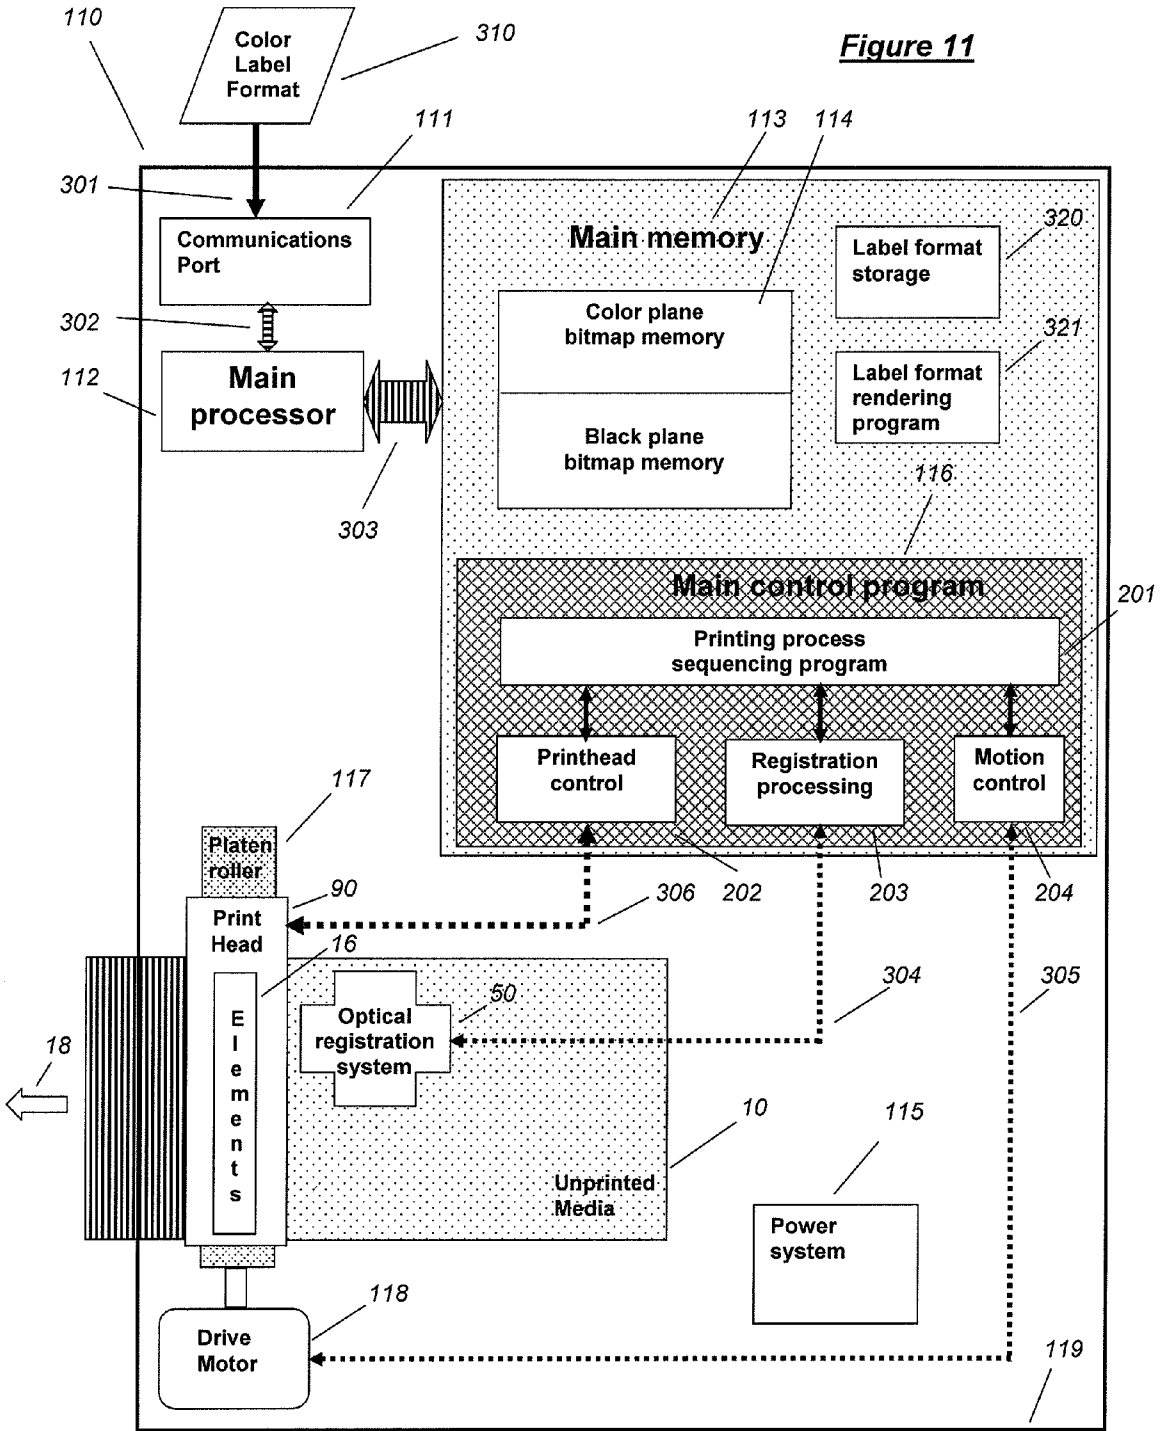 110
Color
Label
Format
310
Figure 11
111
113
114
301
Communications
Port
Main memory
320
Label format
storage
302
Color plane
bitmap memory
321
112
Main
processor
Label format
rendering
program
Black plane
bitmap memory
303
116
Main control program
201
Printing process
sequencing program
Printhead
control
Registration
processing
Motion
control
117
Platen
roller
90
202
203
204
306
Print
Head
16
50
304
305
Optical
registration
system
Elements
18
10
115
Unprinted
Media
Power
system
118
Drive
Motor
119